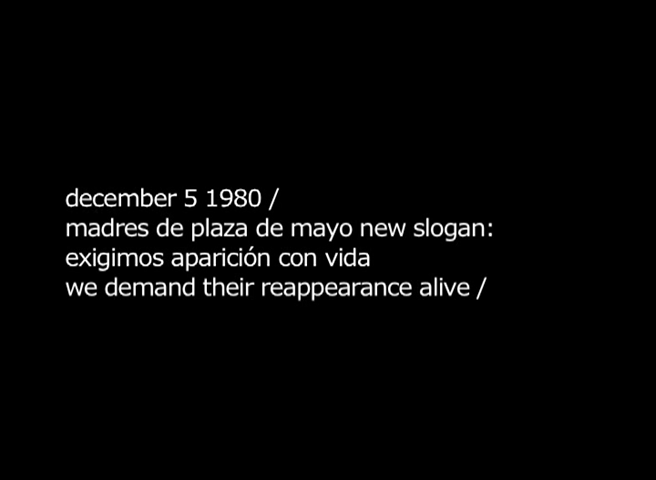 december 5 1980 /
madres de plaza de mayo new slogan:
exigimos aparición con vida
we demand their reappearance alive /